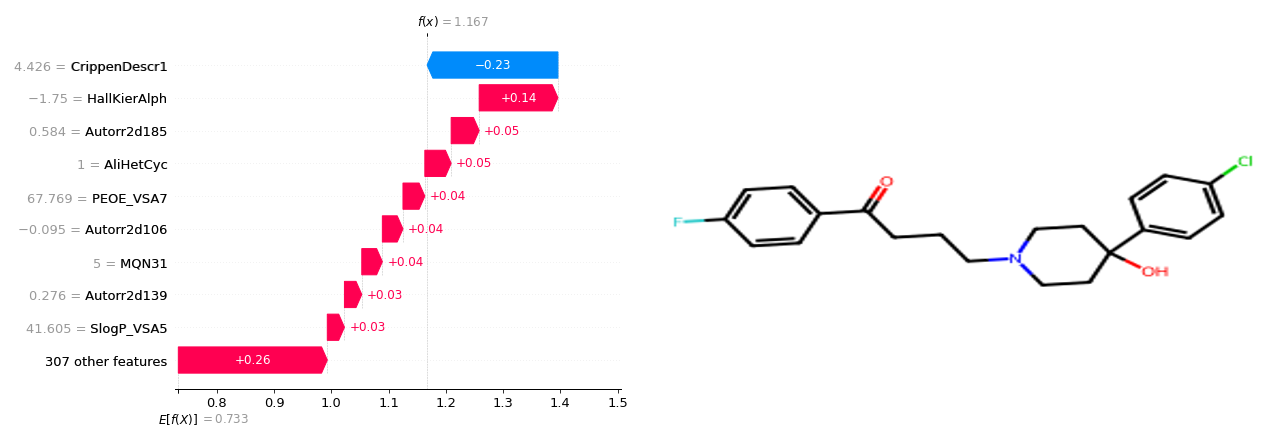 f(x) = 1.167
4.426 = CrippenDescr1
−0.23
−1.75 = HallKierAlph
+0.14
0.584 = Autorr2d185
+0.05
1 = AliHetCyc
+0.05
67.769 = PEOE_VSA7
+0.04
−0.095 = Autorr2d106
+0.04
5 = MQN31
+0.04
0.276 = Autorr2d139
+0.03
41.605 = SlogP_VSA5
+0.03
307 other features
+0.26
0.8 0.9 1.0 1.1 1.2 1.3 1.4 1.5
E[f(X)] = 0.733
F
O
N
OH
Cl